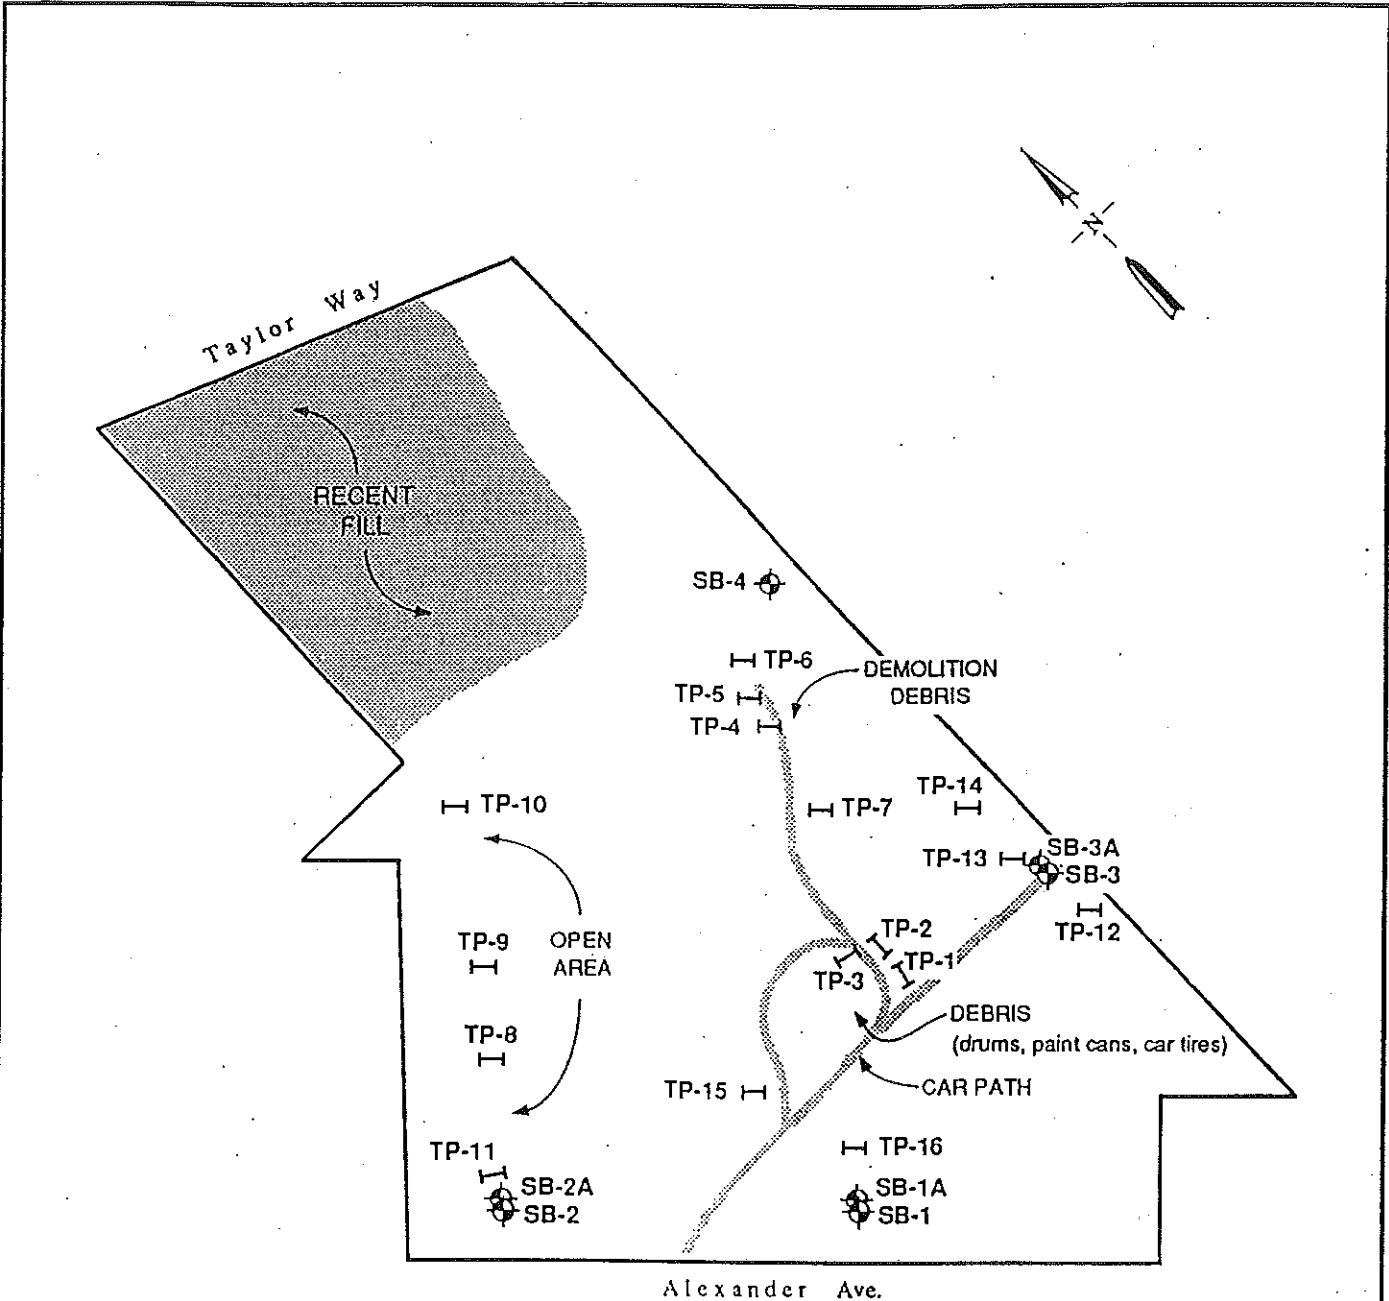 N
Taylor Way
RECENT
FILL
SB-4
TP-6
DEMOLITION
DEBRIS
TP-5
TP-4
TP-14
TP-10
TP-7
SB-3A
TP-13
SB-3
TP-2
TP-12
TP-9
OPEN
AREA
TP-1
TP-3
DEBRIS
(drums, paint cans, car tires)
TP-8
TP-15
CAR PATH
TP-11
TP-16
SB-2A
SB-1A
SB-2
SB-1
Alexander Ave.